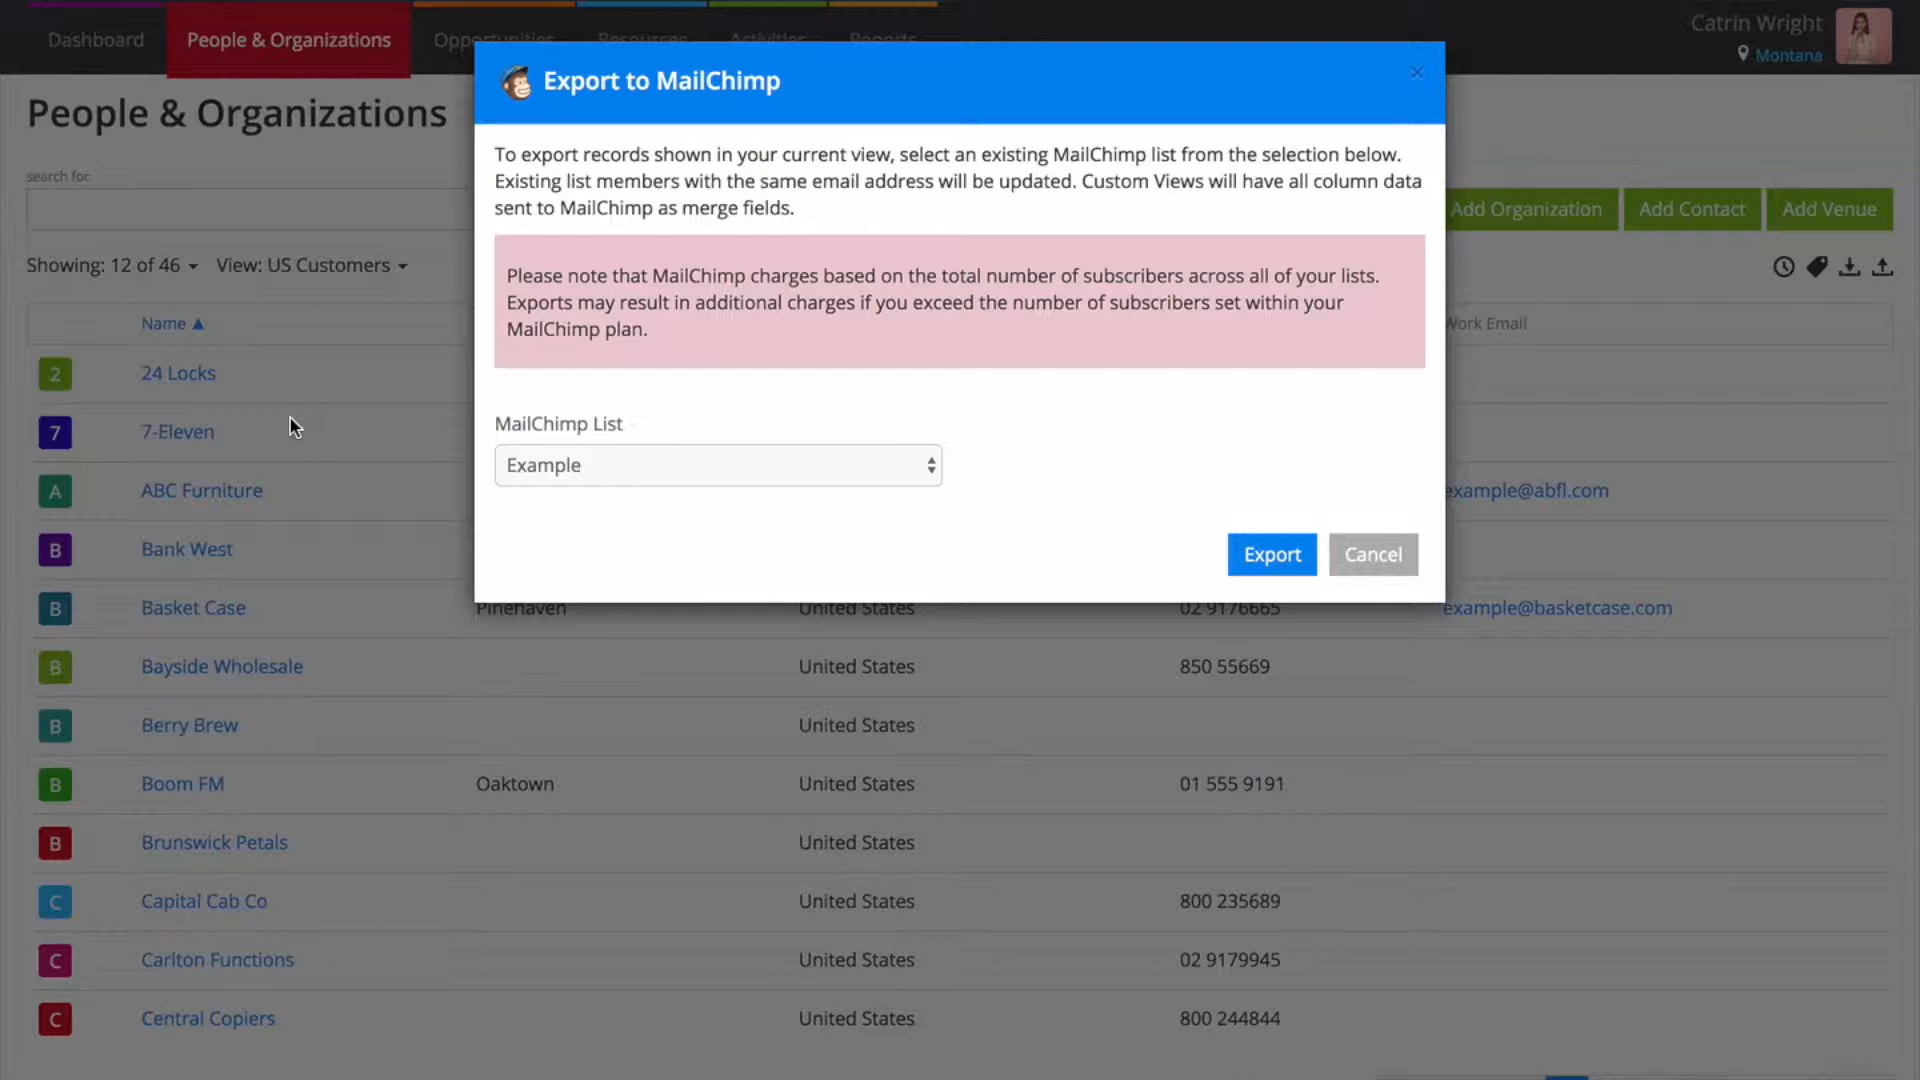 Dashboard
People & Organizations
Opportunities
Resources
Activities
Reports
Catrin Wright
Montana
People & Organizations
search for
Showing: 12 of 46
View: US Customers
Add Organization
Add Contact
Add Venue
Export to MailChimp
×
To export records shown in your current view, select an existing MailChimp list from the selection below.
Existing list members with the same email address will be updated. Custom Views will have all column data
sent to MailChimp as merge fields.
Please note that MailChimp charges based on the total number of subscribers across all of your lists.
Exports may result in additional charges if you exceed the number of subscribers set within your
MailChimp plan.
MailChimp List
Example
Export
Cancel
Name ▲
Work Email
2 24 Locks
7 7-Eleven
A ABC Furniture example@abfl.com
B Bank West
B Basket Case Pinehaven United States 02 9176665 example@basketcase.com
B Bayside Wholesale United States 850 55669
B Berry Brew United States
B Boom FM Oaktown United States 01 555 9191
B Brunswick Petals United States
C Capital Cab Co United States 800 235689
C Carlton Functions United States 02 9179945
C Central Copiers United States 800 244844